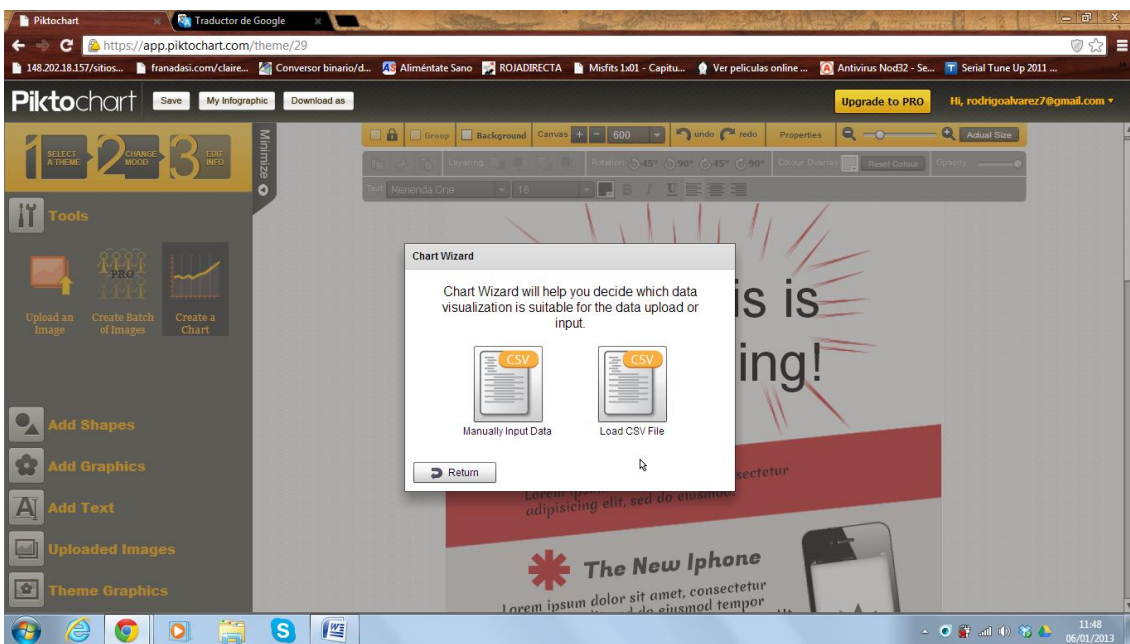 Piktochart
Traductor de Google
https://app.piktochart.com/theme/29
148.202.18.157/sitios...
franadasi.com/claire...
Conversor binario/d...
AS Aliméntate Sano
ROJADIRECTA
Misfits 1x01 - Capitu...
Ver peliculas online ...
Antivirus Nod32 - Se...
T Serial Tune Up 2011 ...
Piktochart
Save
My Infographic
Download as
Upgrade to PRO
Hi, rodrigoalvarez7@gmail.com
1 SELECT A THEME
2 CHANGE MOOD
3 EDIT INFO
Minimize
Group
Background
Canvas + - 600
undo
redo
Properties
Actual Size
Layering
Rotation 45° 90° 45° 90°
Colour Overlay
Reset Colour
Opacity
Text Merienda One 16 B I U
Tools
PRO
Upload an
Image
Create Batch
of Images
Create a
Chart
Add Shapes
Add Graphics
A Add Text
Uploaded Images
Theme Graphics
is is
ing!
Chart Wizard
Chart Wizard will help you decide which data
visualization is suitable for the data upload or
input.
CSV
CSV
Manually Input Data
Load CSV File
Return
sectetur
adipisicing elit, sed do eiusmod.
The New Iphone
Lorem ipsum dolor sit amet, consectetur
eiusmod tempor
11:48
06/01/2013